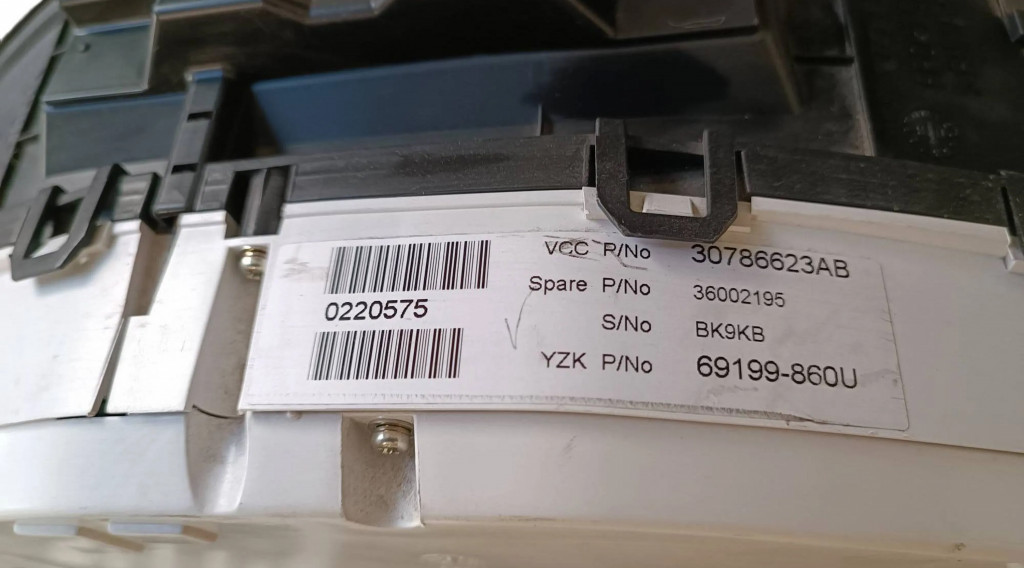 VCC P/No 30786623AB
Spare P/No 36002195
0220575
S/No BK9KB
YZK P/No 69199-860U